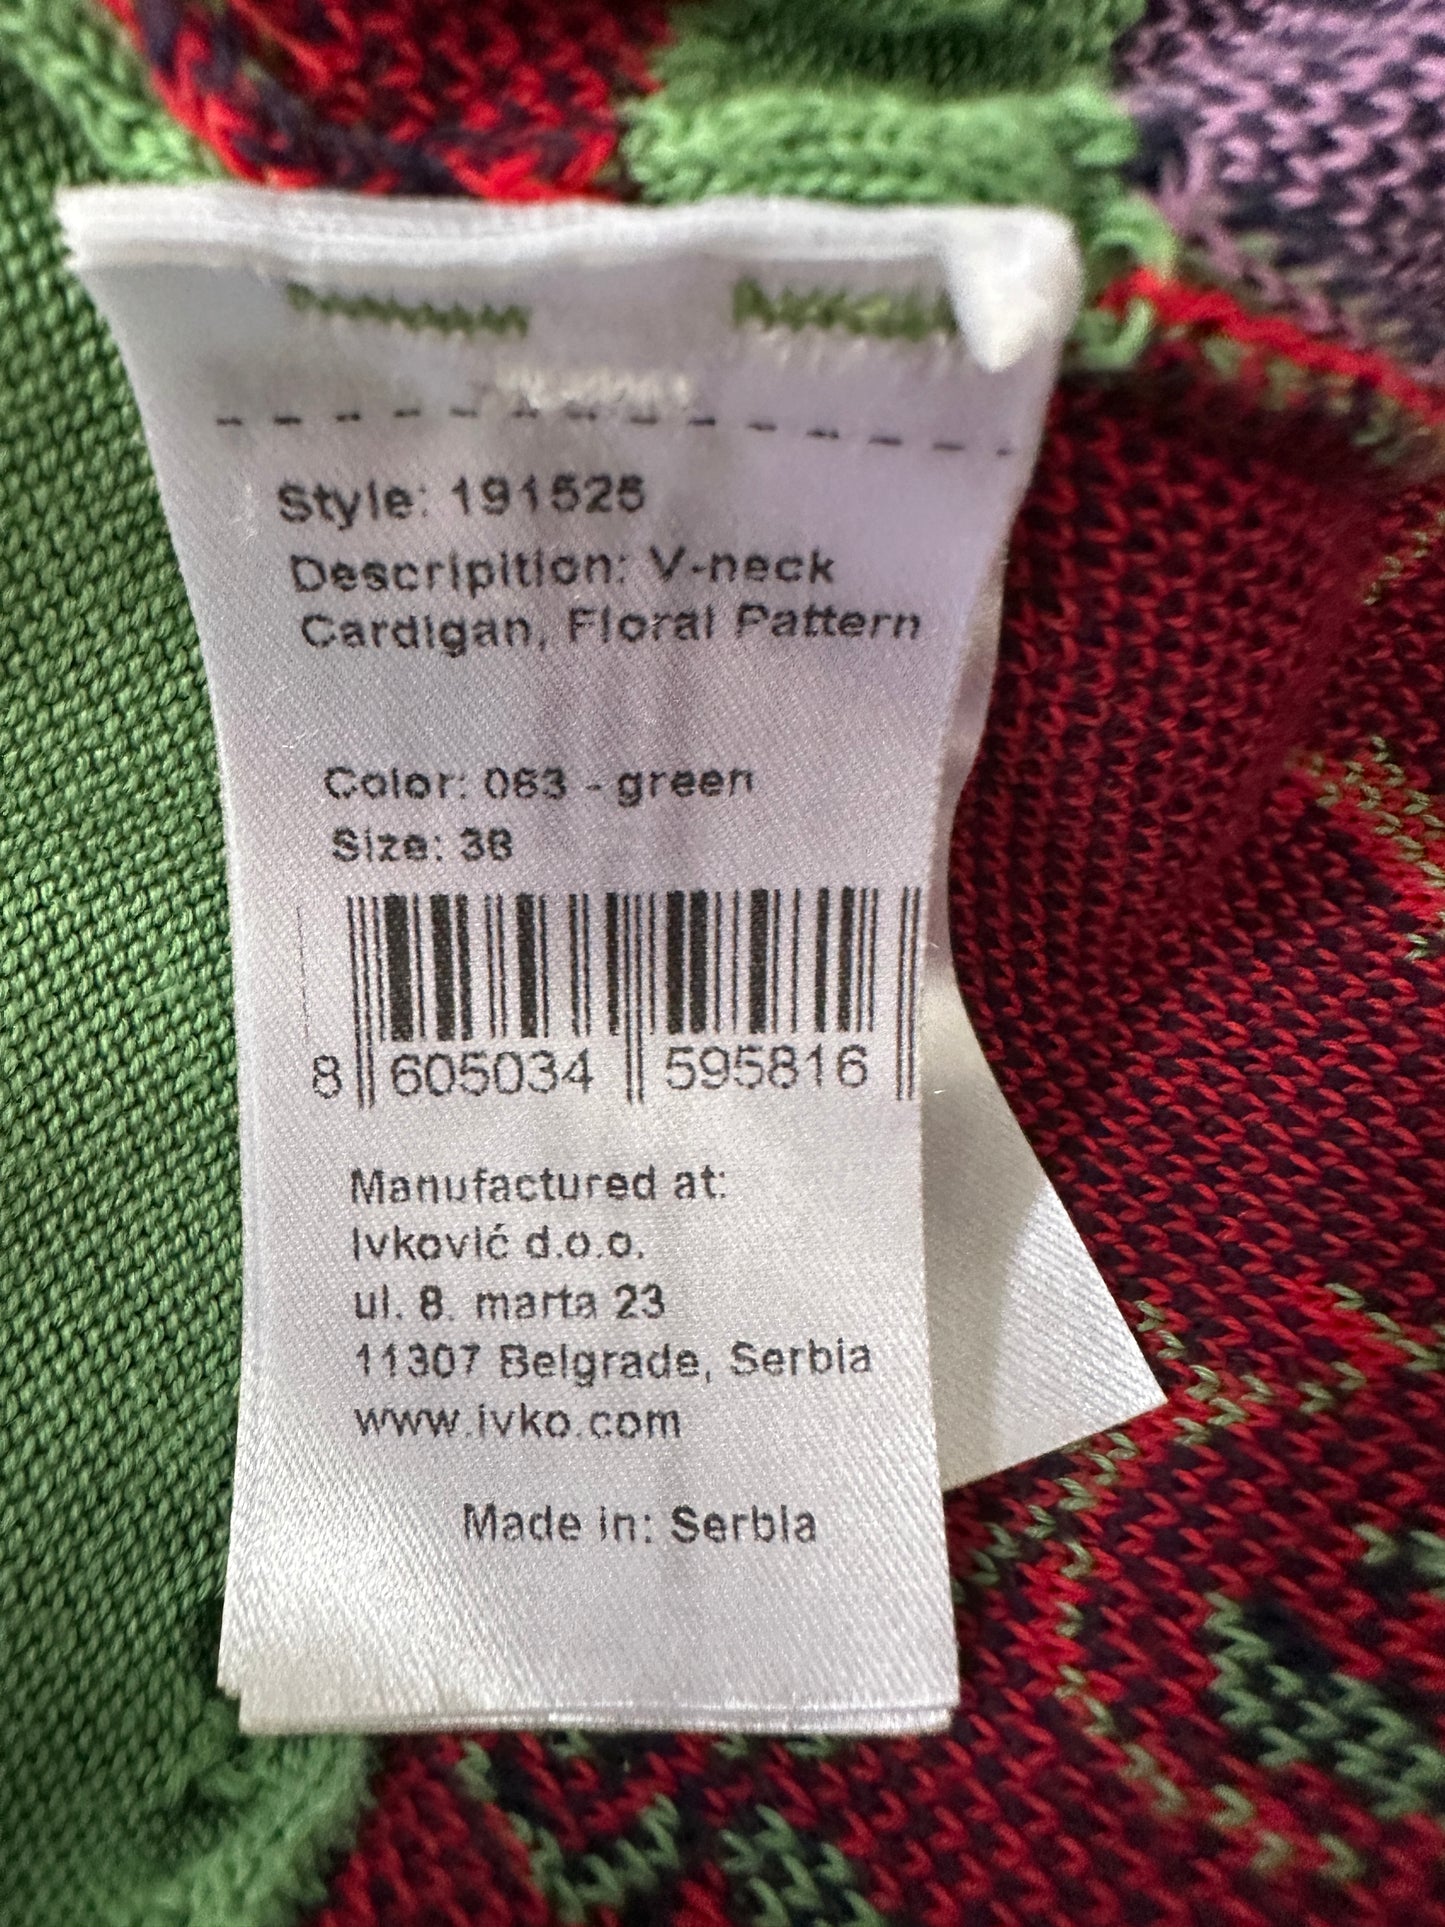 Style: 191525
Descripition: V-neck
Cardigan, Floral Pattern
Color: 063 - green
Size: 38
8 605034 595816
Manufactured at:
Ivković d.o.o.
ul. 8. marta 23
11307 Belgrade, Serbia
www.ivko.com
Made in: Serbia